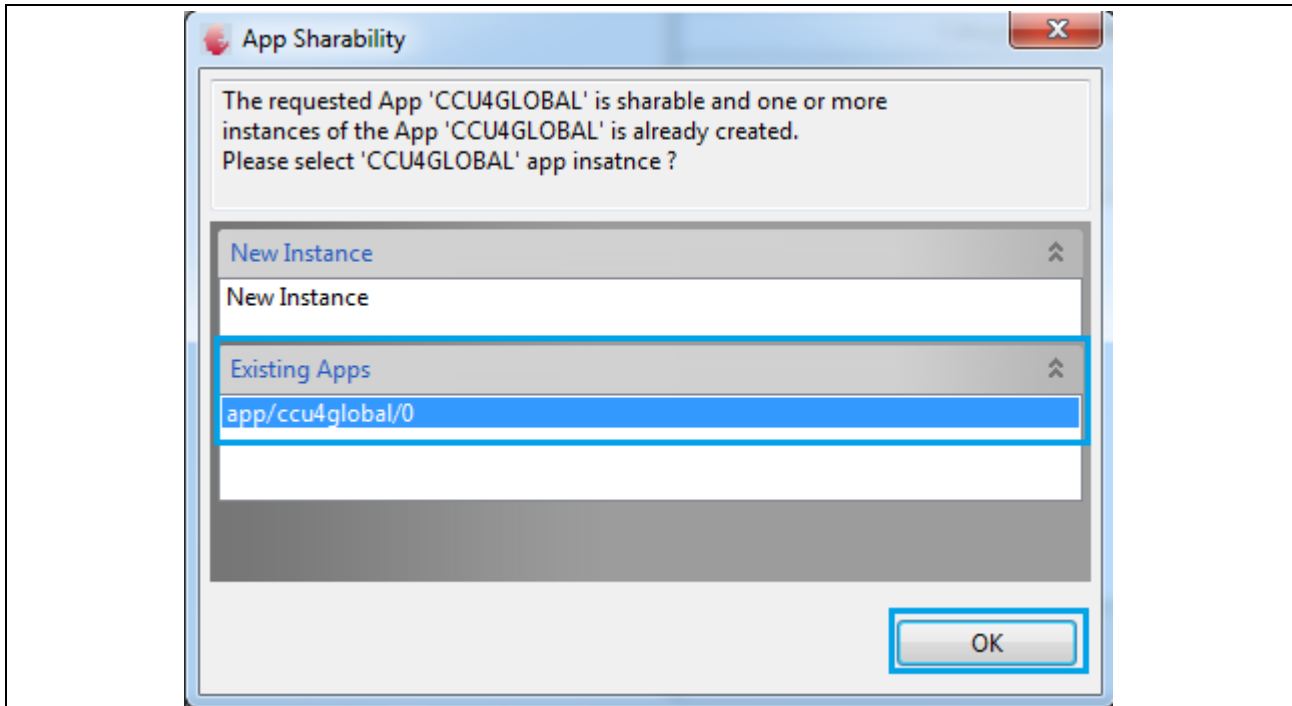 App Sharability
The requested App 'CCU4GLOBAL' is sharable and one or more
instances of the App 'CCU4GLOBAL' is already created.
Please select 'CCU4GLOBAL' app insatnce ?
New Instance
New Instance
Existing Apps
app/ccu4global/0
OK